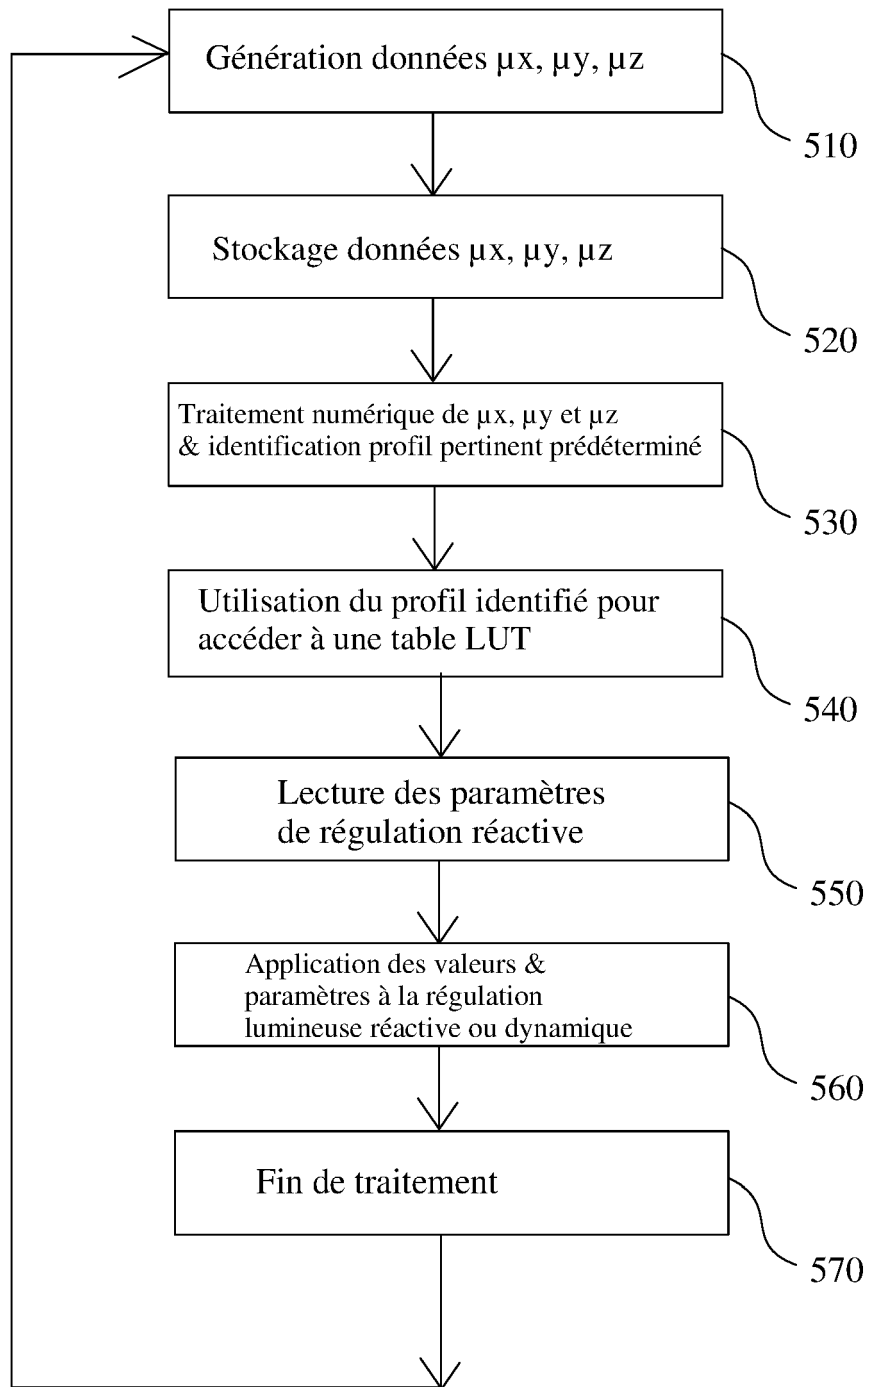 Génération données µx, µy, µz
510
Stockage données µx, µy, µz
520
Traitement numérique de µx, µy et µz
& identification profil pertinent prédéterminé
530
Utilisation du profil identifié pour
accéder à une table LUT
540
Lecture des paramètres
de régulation réactive
550
Application des valeurs &
paramètres à la régulation
lumineuse réactive ou dynamique
560
Fin de traitement
570